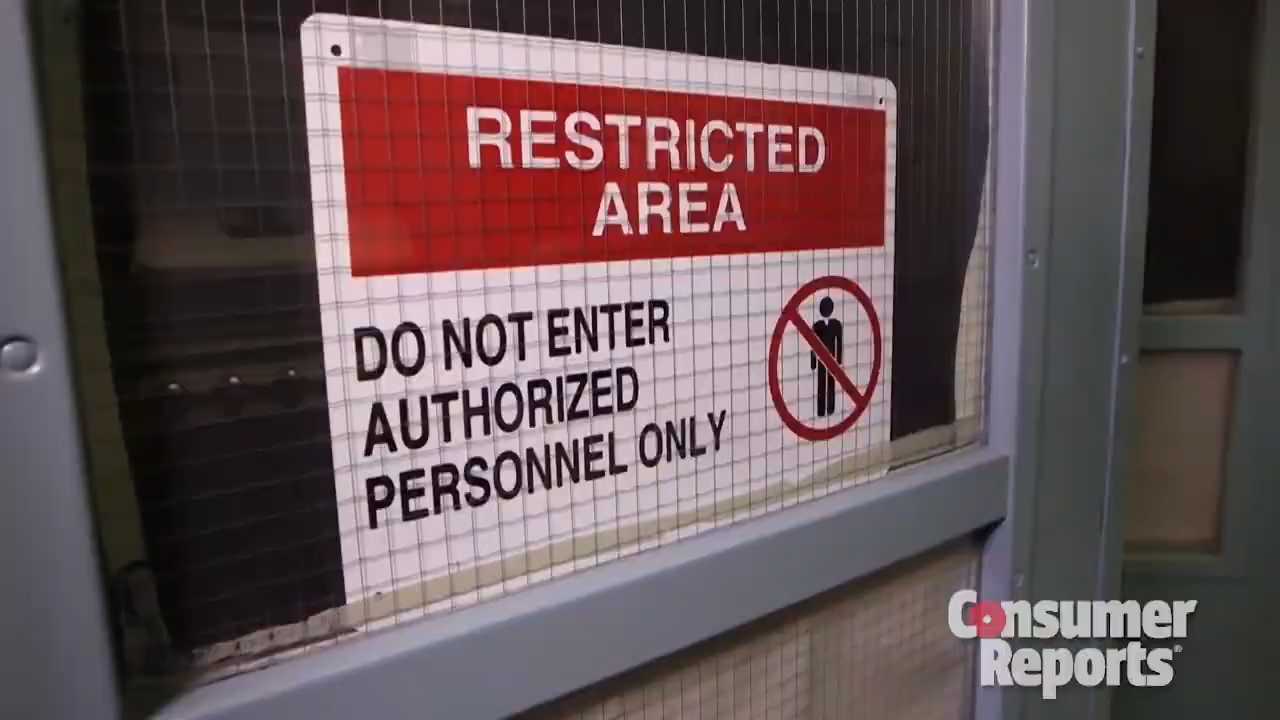 RESTRICTED
AREA
DO NOT ENTER
AUTHORIZED
PERSONNEL ONLY
Consumer
Reports®